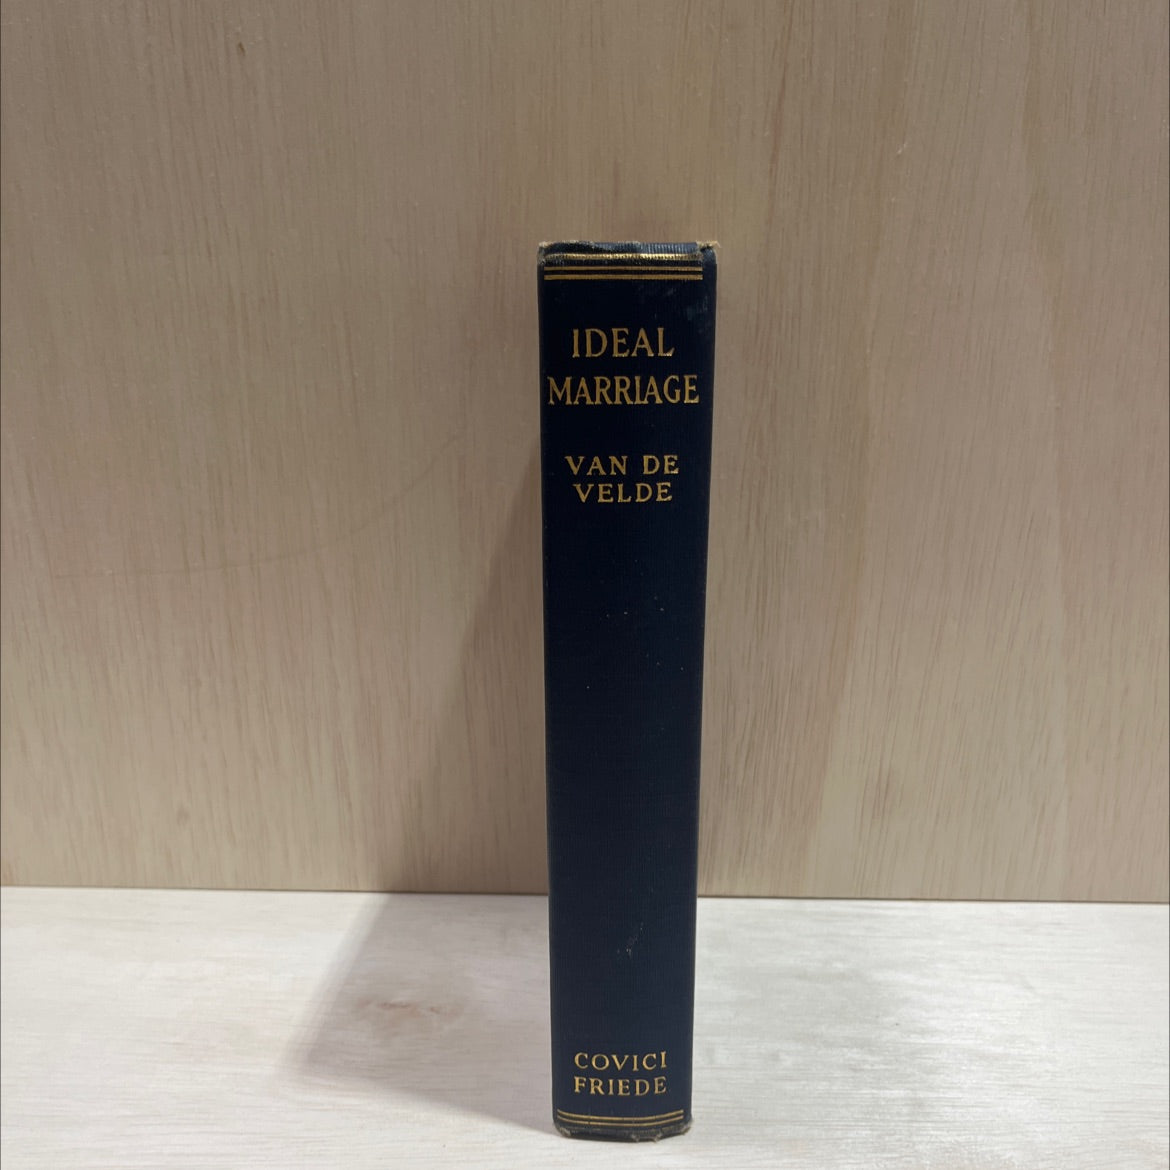 IDEAL
MARRIAGE
VAN DE
VELDE
COVICI
FRIEDE